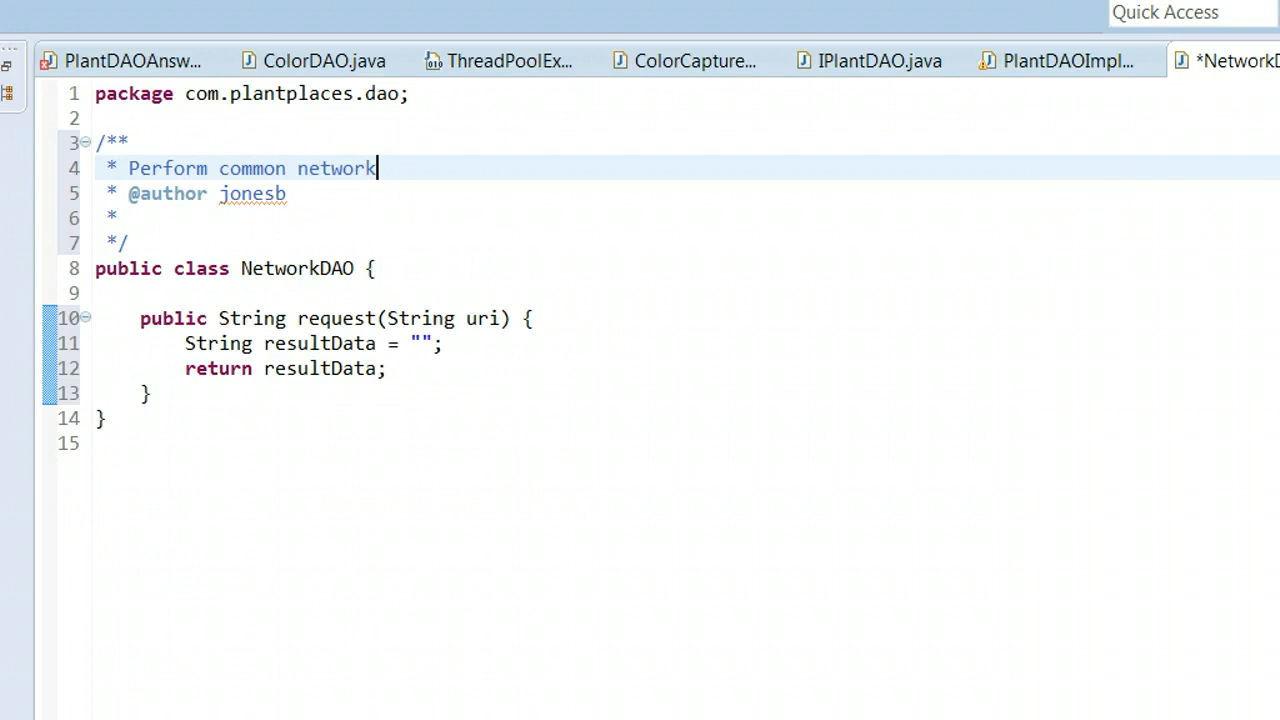 Quick Access
PlantDAOAnsw... ColorDAO.java ThreadPoolEx... ColorCapture... IPlantDAO.java PlantDAOImpl... *NetworkD
1 package com.plantplaces.dao;
2
3 /**
4 * Perform common network
5 * @author jonesb
6 *
7 */
8 public class NetworkDAO {
9
10 public String request(String uri) {
11 String resultData = "";
12 return resultData;
13 }
14 }
15